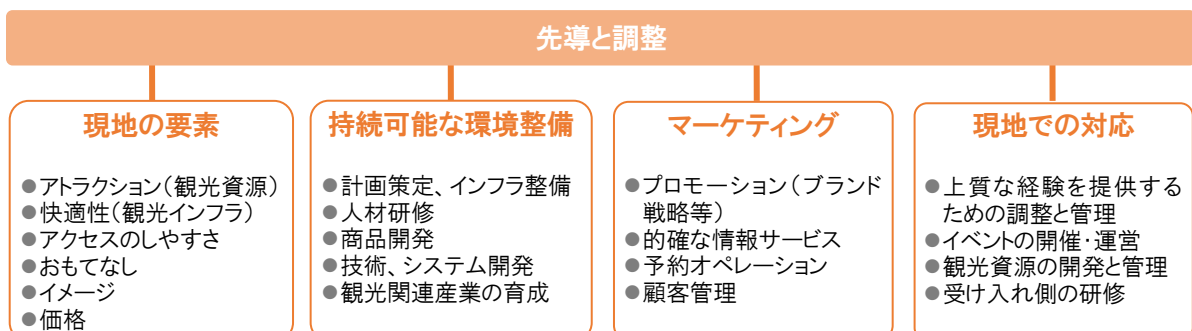 先導と調整
現地の要素
●アトラクション（観光資源）
●快適性（観光インフラ）
●アクセスのしやすさ
●おもてなし
●イメージ
●価格
持続可能な環境整備
●計画策定、インフラ整備
●人材研修
●商品開発
●技術、システム開発
●観光関連産業の育成
マーケティング
●プロモーション（ブランド
戦略等）
●的確な情報サービス
●予約オペレーション
●顧客管理
現地での対応
●上質な経験を提供する
ための調整と管理
●イベントの開催・運営
●観光資源の開発と管理
●受け入れ側の研修